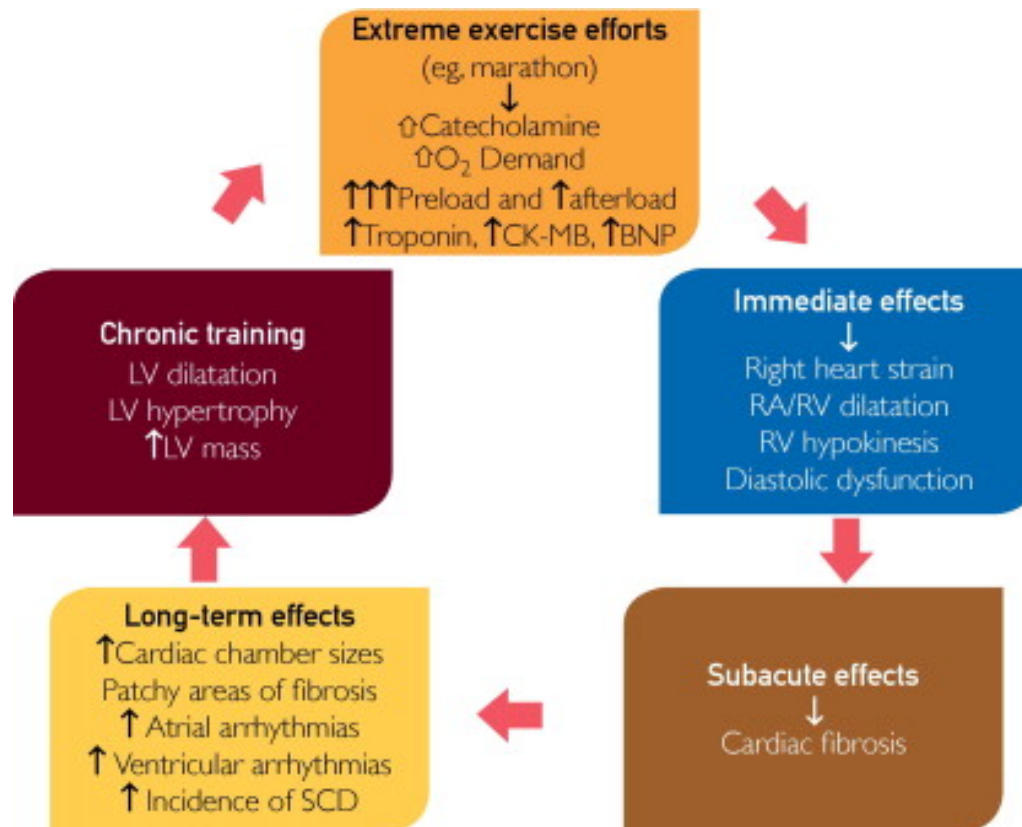 Extreme exercise efforts
(eg, marathon)
↓
⇧Catecholamine
⇧O₂ Demand
↑↑↑Preload and ↑afterload
↑Troponin, ↑CK-MB, ↑BNP
Immediate effects
↓
Right heart strain
RA/RV dilatation
RV hypokinesis
Diastolic dysfunction
Subacute effects
↓
Cardiac fibrosis
Long-term effects
↑Cardiac chamber sizes
Patchy areas of fibrosis
↑ Atrial arrhythmias
↑ Ventricular arrhythmias
↑ Incidence of SCD
Chronic training
LV dilatation
LV hypertrophy
↑LV mass